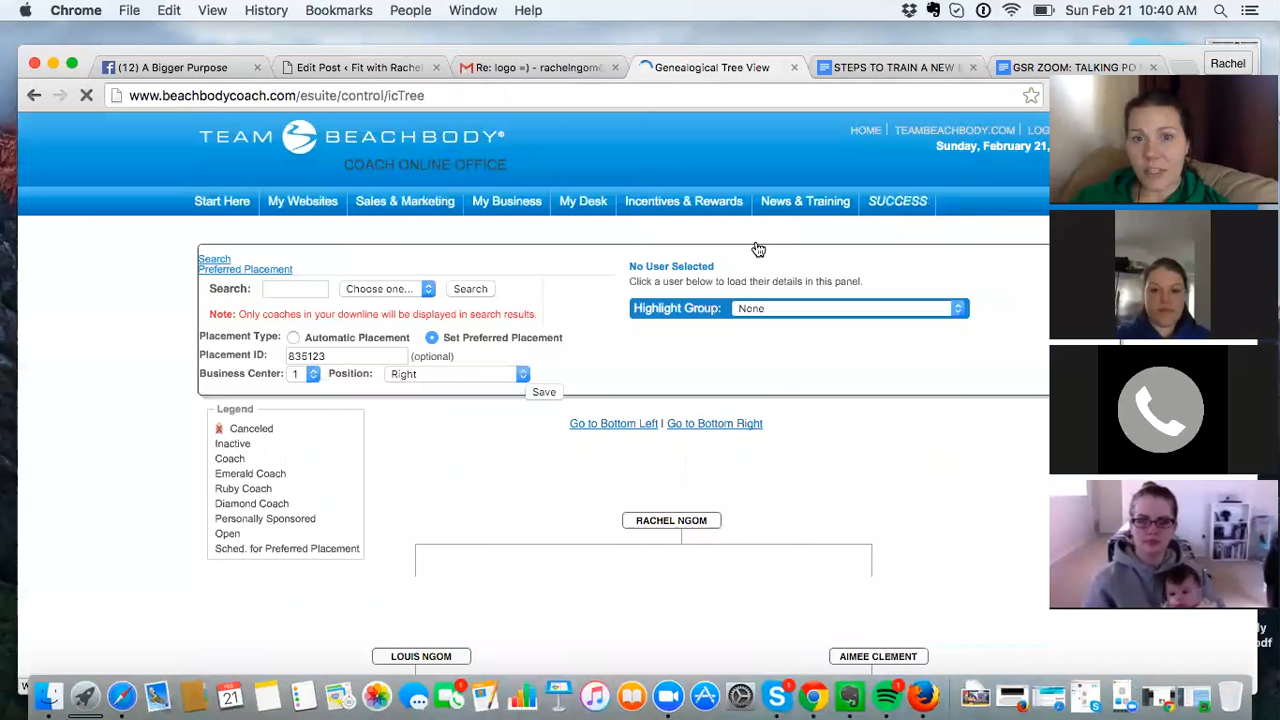 Chrome File Edit View History Bookmarks People Window Help Sun Feb 21 10:40 AM
(12) A Bigger Purpose Edit Post ‹ Fit with Rachel Re: logo =) - rachelngom@ Genealogical Tree View STEPS TO TRAIN A NEW GSR ZOOM: TALKING PO Rachel
www.beachbodycoach.com/esuite/control/icTree
TEAM BEACHBODY®
COACH ONLINE OFFICE
HOME | TEAMBEACHBODY.COM | LOG
Sunday, February 21,
Start Here My Websites Sales & Marketing My Business My Desk Incentives & Rewards News & Training SUCCESS
Search
Preferred Placement
Search: Choose one... Search
Note: Only coaches in your downline will be displayed in search results.
Placement Type: Automatic Placement Set Preferred Placement
Placement ID: 835123 (optional)
Business Center: 1 Position: Right
Save
No User Selected
Click a user below to load their details in this panel.
Highlight Group: None
Legend
Canceled
Inactive
Coach
Emerald Coach
Ruby Coach
Diamond Coach
Personally Sponsored
Open
Sched. for Preferred Placement
Go to Bottom Left | Go to Bottom Right
RACHEL NGOM
LOUIS NGOM
AIMEE CLEMENT
21
1
1